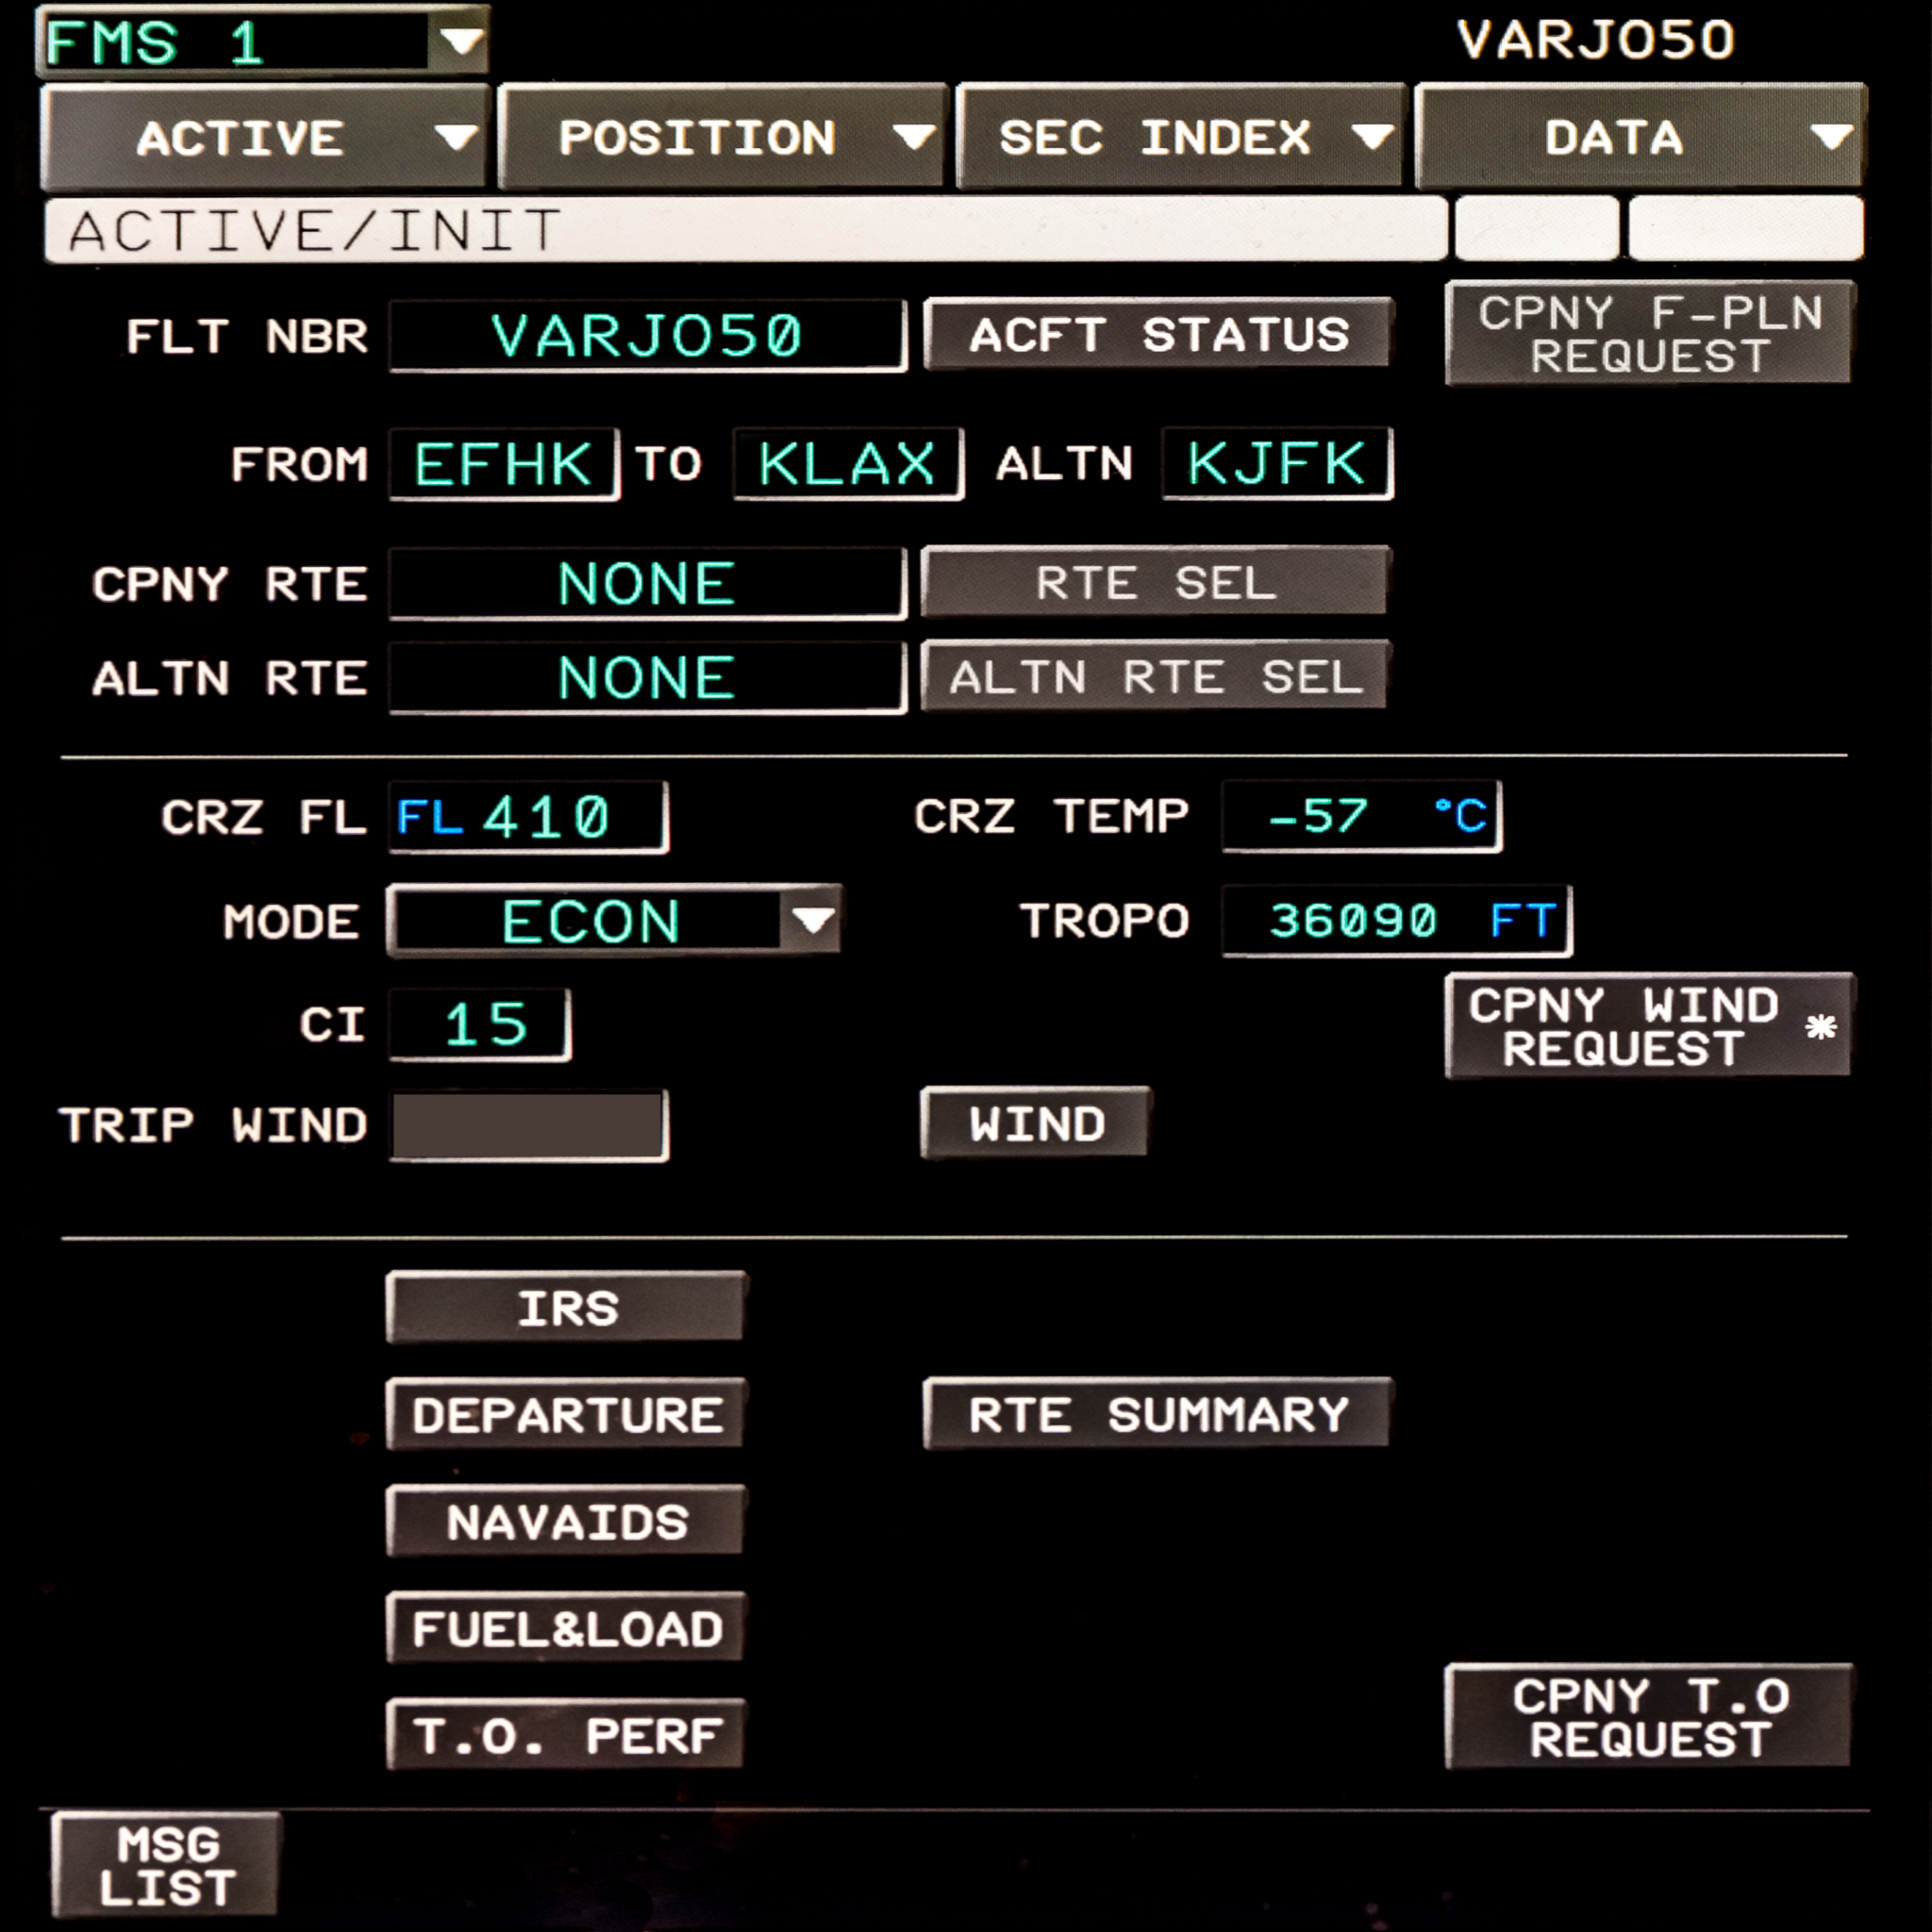 FMS 1
VARJO50
ACTIVE
POSITION
SEC INDEX
DATA
ACTIVE/INIT
FLT NBR VARJO50 ACFT STATUS
CPNY F-PLN
REQUEST
FROM EFHK TO KLAX ALTN KJFK
CPNY RTE NONE RTE SEL
ALTN RTE NONE ALTN RTE SEL
CRZ FL FL 410 CRZ TEMP -57 °C
MODE ECON TROPO 36090 FT
CI 15
CPNY WIND
REQUEST *
TRIP WIND WIND
IRS
DEPARTURE RTE SUMMARY
NAVAIDS
FUEL&LOAD
T.O. PERF
CPNY T.O
REQUEST
MSG
LIST